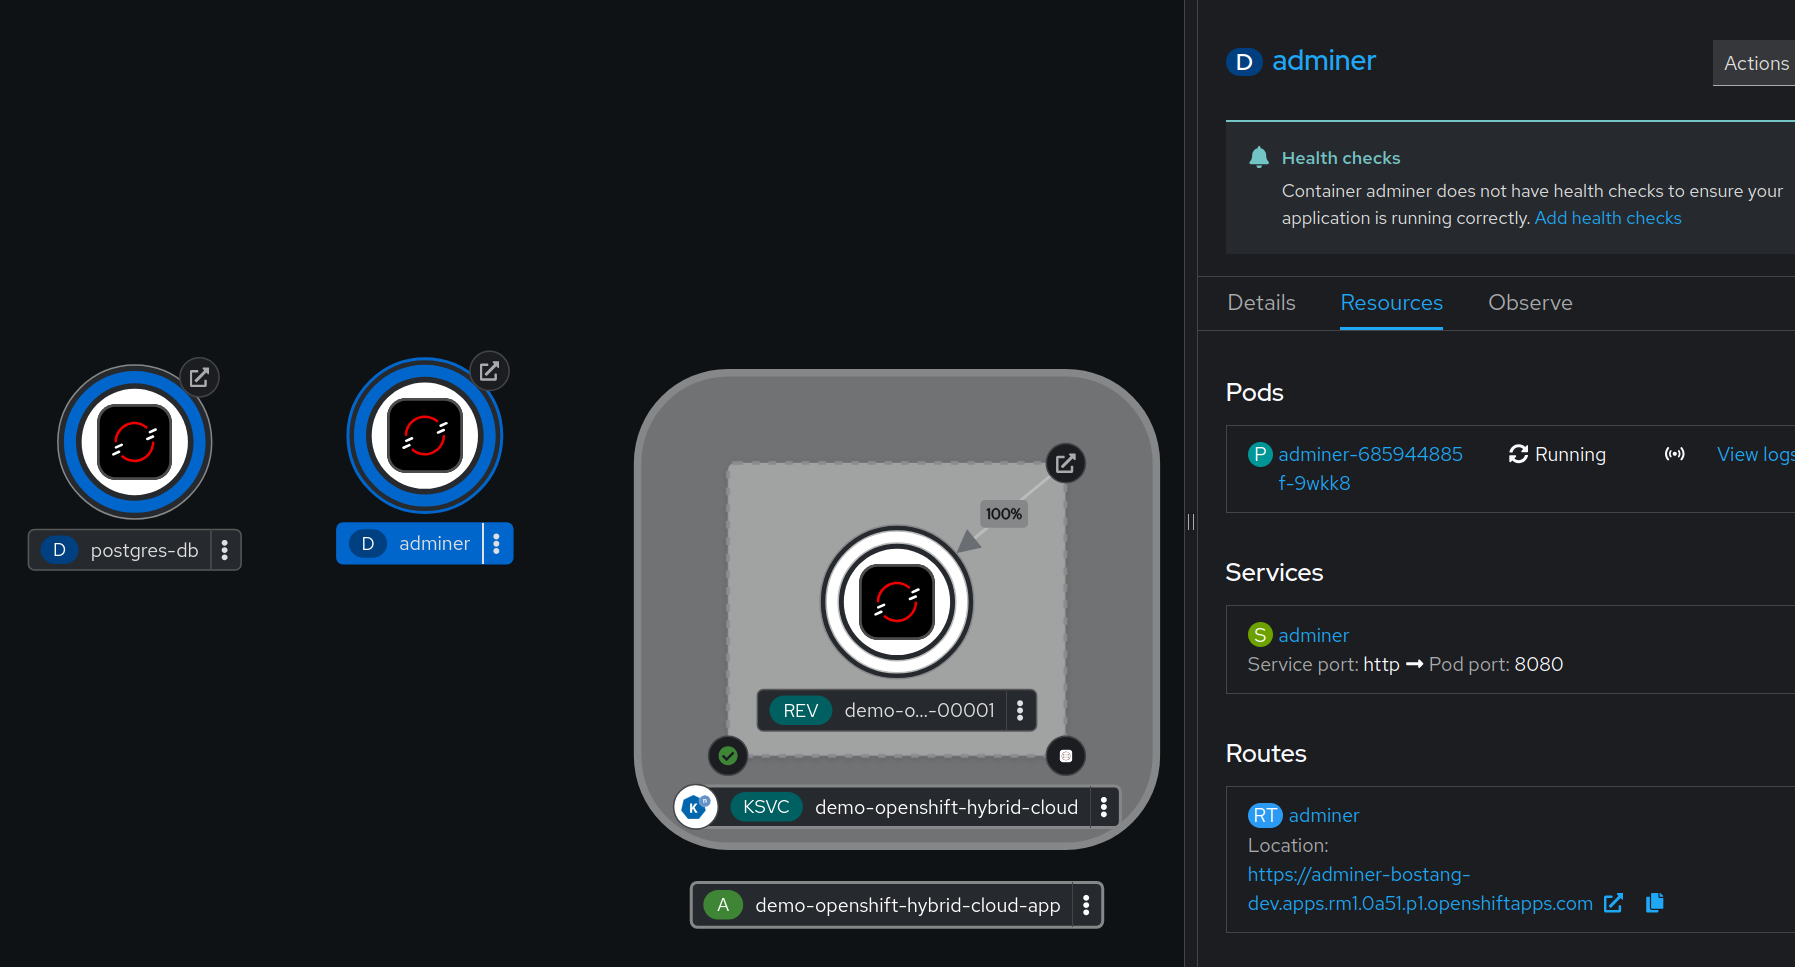 D postgres-db
D adminer
100%
REV demo-o...-00001
KSVC demo-openshift-hybrid-cloud
A demo-openshift-hybrid-cloud-app
D adminer
Actions
Health checks
Container adminer does not have health checks to ensure your
application is running correctly. Add health checks
Details Resources Observe
Pods
P adminer-685944885
f-9wkk8
Running
View logs
Services
S adminer
Service port: http → Pod port: 8080
Routes
RT adminer
Location:
https://adminer-bostang-
dev.apps.rm1.0a51.p1.openshiftapps.com